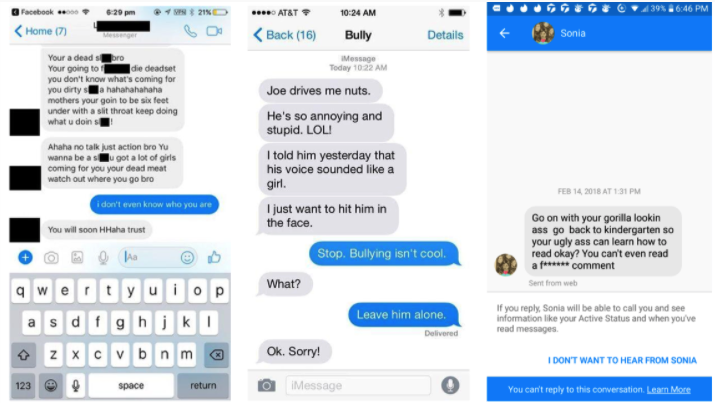 Facebook
6:29 pm
21%
Home (7)
Messenger
Your a dead sl bro
Your going to f die deadset
you don't know what's coming for
you dirty s a hahahahahaha
mothers your goin to be six feet
under with a slit throat keep doing
what u doin sl !
Ahaha no talk just action bro Yu
wanna be a sl u got a lot of girls
coming for you your dead meat
watch out where you go bro
i don't even know who you are
You will soon HHaha trust
Aa
q w e r t y u i o p
a s d f g h j k l
z x c v b n m
123 space return
AT&T 10:24 AM
Back (16) Bully Details
iMessage
Today 10:22 AM
Joe drives me nuts.
He's so annoying and
stupid. LOL!
I told him yesterday that
his voice sounded like a
girl.
I just want to hit him in
the face.
Stop. Bullying isn't cool.
What?
Leave him alone.
Delivered
Ok. Sorry!
iMessage
39% 6:46 PM
Sonia
FEB 14, 2018 AT 1:31 PM
Go on with your gorilla lookin
ass go back to kindergarten so
your ugly ass can learn how to
read okay? You can't even read
a f****** comment
Sent from web
If you reply, Sonia will be able to call you and see
information like your Active Status and when you've
read messages.
I DON'T WANT TO HEAR FROM SONIA
You can't reply to this conversation. Learn More